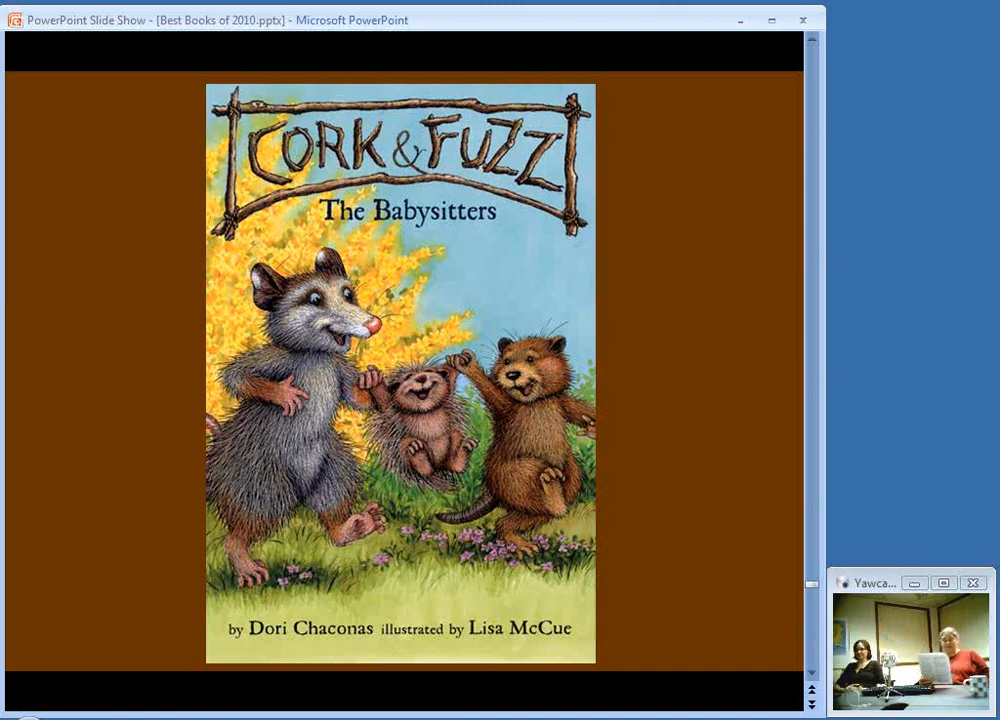 PowerPoint Slide Show - [Best Books of 2010.pptx] - Microsoft PowerPoint
CORK & FUZZ
The Babysitters
by Dori Chaconas illustrated by Lisa McCue
Yawca...